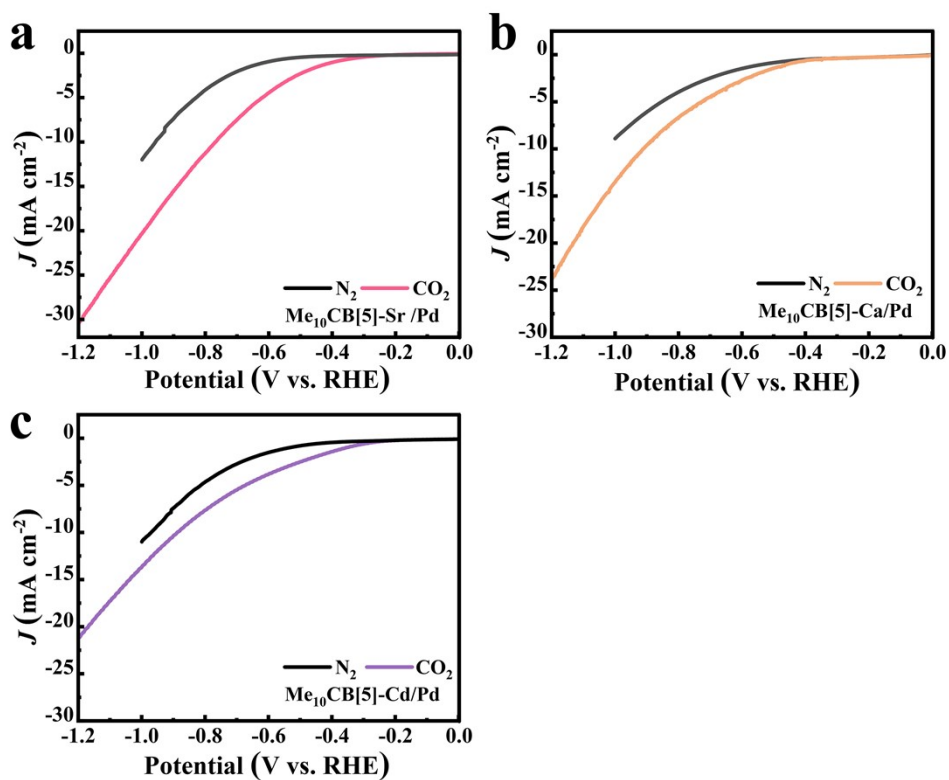 a
0
-5
-10
-15
-20
-25
-30
J (mA cm⁻²)
N₂ CO₂
Me₁₀CB[5]-Sr /Pd
-1.2 -1.0 -0.8 -0.6 -0.4 -0.2 0.0
Potential (V vs. RHE)
b
0
-5
-10
-15
-20
-25
-30
J (mA cm⁻²)
N₂ CO₂
Me₁₀CB[5]-Ca/Pd
-1.2 -1.0 -0.8 -0.6 -0.4 -0.2 0.0
Potential (V vs. RHE)
c
0
-5
-10
-15
-20
-25
-30
J (mA cm⁻²)
N₂ CO₂
Me₁₀CB[5]-Cd/Pd
-1.2 -1.0 -0.8 -0.6 -0.4 -0.2 0.0
Potential (V vs. RHE)